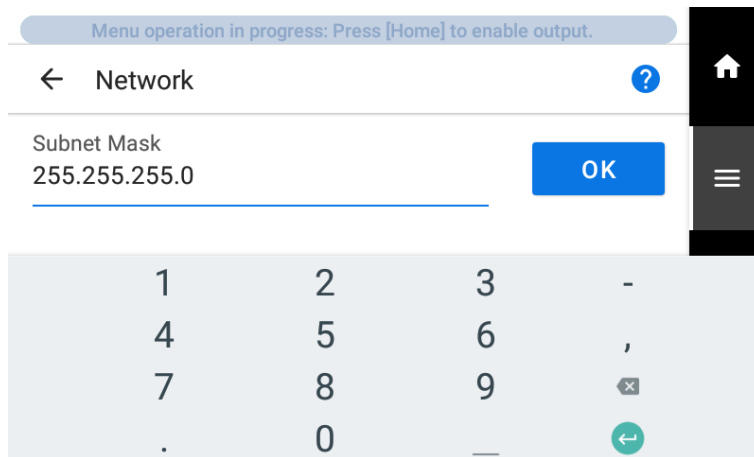 Menu operation in progress: Press [Home] to enable output.
Network
?
Subnet Mask
255.255.255.0
OK
1 2 3 -
4 5 6 ,
7 8 9
. 0 _